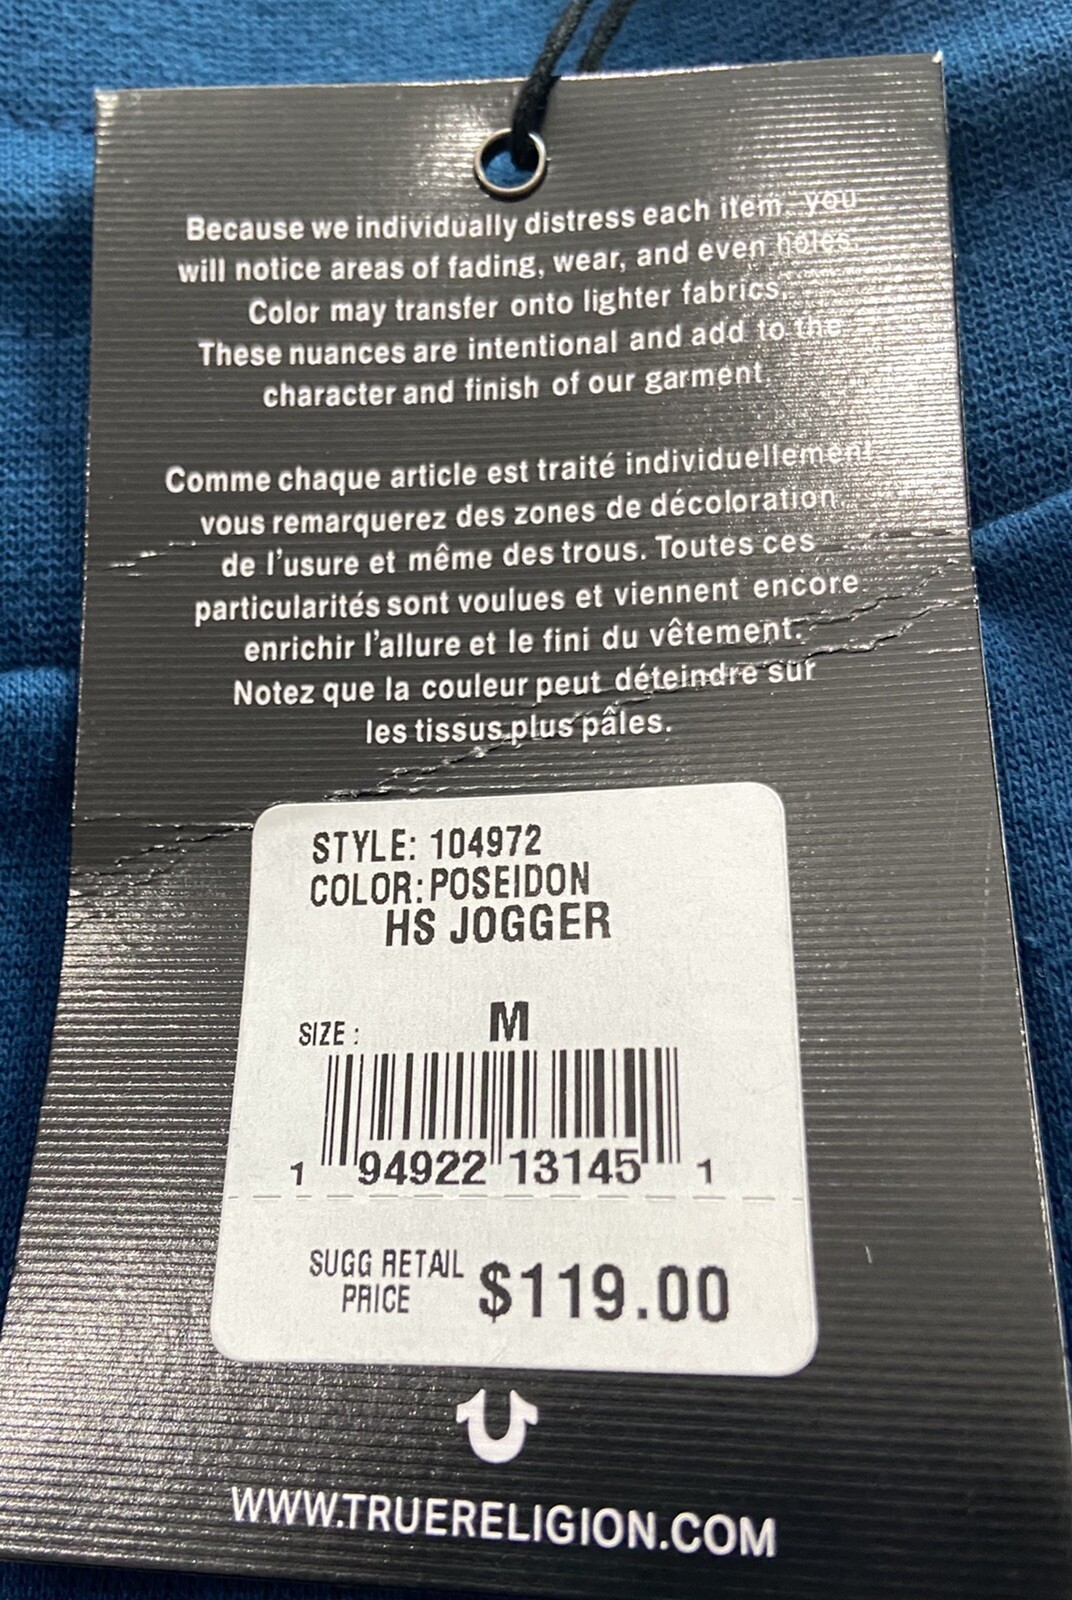 Because we individually distress each item, you
will notice areas of fading, wear, and even holes.
Color may transfer onto lighter fabrics.
These nuances are intentional and add to the
character and finish of our garment.
Comme chaque article est traité individuellement
vous remarquerez des zones de décoloration,
de l'usure et même des trous. Toutes ces
particularités sont voulues et viennent encore
enrichir l'allure et le fini du vêtement.
Notez que la couleur peut déteindre sur
les tissus plus pâles.
STYLE: 104972
COLOR: POSEIDON
HS JOGGER
SIZE : M
1 94922 13145 1
SUGG RETAIL
PRICE $119.00
WWW.TRUERELIGION.COM